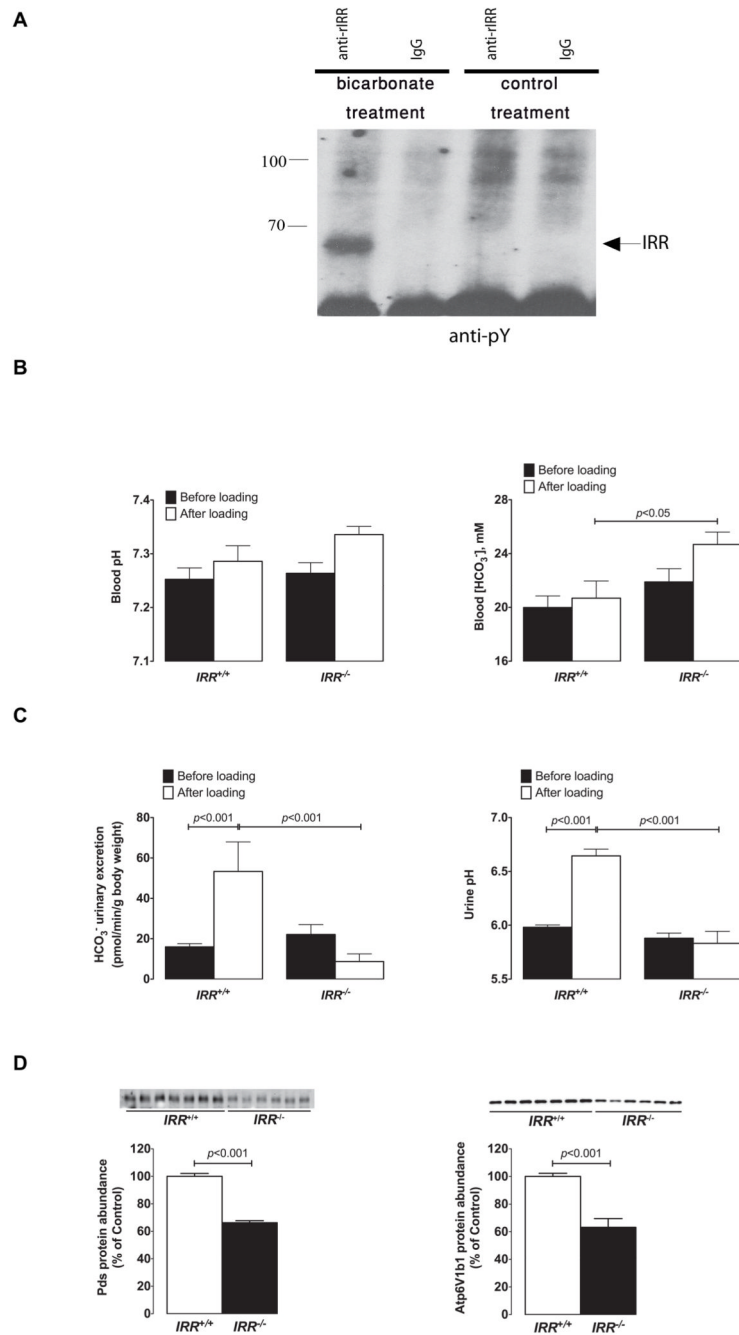 A
anti-rIRR IgG anti-rIRR IgG
bicarbonate control
treatment treatment
100
70
IRR
anti-pY
B
Before loading
After loading
7.4
7.3
7.2
7.1
Blood pH
IRR+/+ IRR-/-
Before loading
After loading
28
24
20
16
Blood [HCO3-], mM
p<0.05
IRR+/+ IRR-/-
C
Before loading
After loading
80
60
40
20
0
HCO3- urinary excretion
(pmol/min/g body weight)
p<0.001 p<0.001
IRR+/+ IRR-/-
Before loading
After loading
7.0
6.5
6.0
5.5
Urine pH
p<0.001 p<0.001
IRR+/+ IRR-/-
D
IRR+/+ IRR-/-
120
100
80
60
40
20
0
Pds protein abundance
(% of Control)
p<0.001
IRR+/+ IRR-/-
IRR+/+ IRR-/-
120
100
80
60
40
20
0
Atp6V1b1 protein abundance
(% of Control)
p<0.001
IRR+/+ IRR-/-